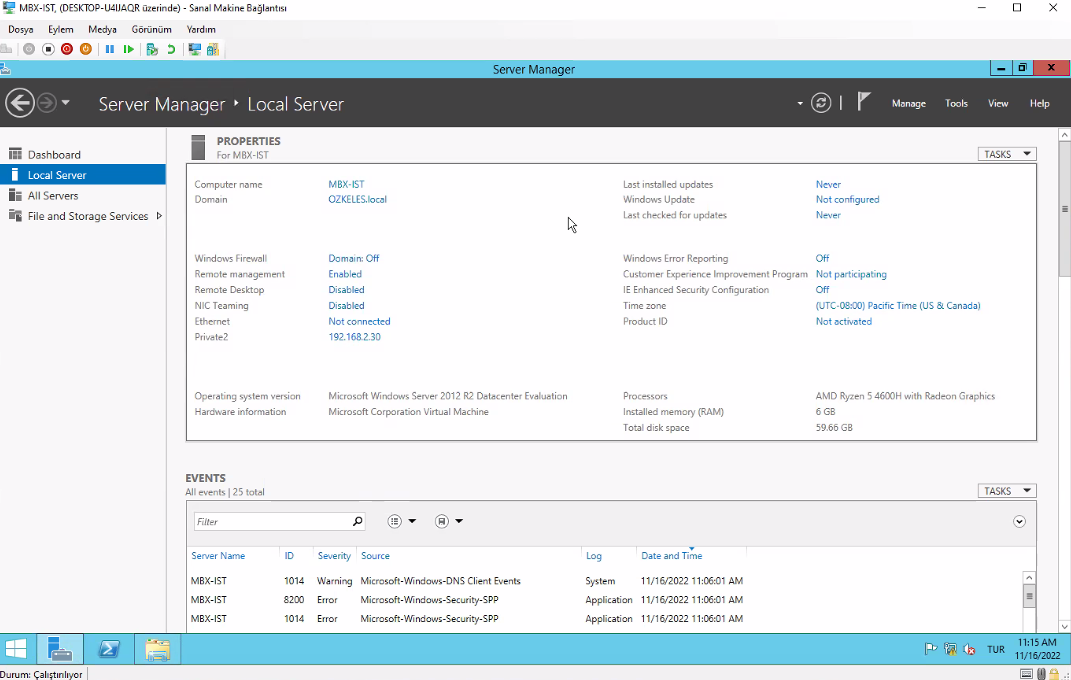 MBX-IST, (DESKTOP-U4IJAQR üzerinde) - Sanal Makine Bağlantısı
Dosya Eylem Medya Görünüm Yardım
Server Manager
Server Manager ‣ Local Server
Manage Tools View Help
Dashboard
Local Server
All Servers
File and Storage Services
PROPERTIES
For MBX-IST
TASKS
Computer name MBX-IST
Domain OZKELES.local
Last installed updates Never
Windows Update Not configured
Last checked for updates Never
Windows Firewall Domain: Off
Remote management Enabled
Remote Desktop Disabled
NIC Teaming Disabled
Ethernet Not connected
Private2 192.168.2.30
Windows Error Reporting Off
Customer Experience Improvement Program Not participating
IE Enhanced Security Configuration Off
Time zone (UTC-08:00) Pacific Time (US & Canada)
Product ID Not activated
Operating system version Microsoft Windows Server 2012 R2 Datacenter Evaluation
Hardware information Microsoft Corporation Virtual Machine
Processors AMD Ryzen 5 4600H with Radeon Graphics
Installed memory (RAM) 6 GB
Total disk space 59.66 GB
EVENTS
All events | 25 total
TASKS
Filter
Server Name ID Severity Source Log Date and Time
MBX-IST 1014 Warning Microsoft-Windows-DNS Client Events System 11/16/2022 11:06:01 AM
MBX-IST 8200 Error Microsoft-Windows-Security-SPP Application 11/16/2022 11:06:01 AM
MBX-IST 1014 Error Microsoft-Windows-Security-SPP Application 11/16/2022 11:06:01 AM
TUR
11:15 AM
11/16/2022
Durum: Çalıştırılıyor